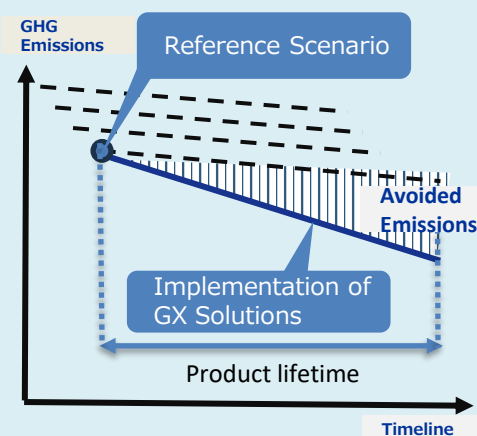 GHG
Emissions
Reference Scenario
Avoided
Emissions
Implementation of
GX Solutions
Product lifetime
Timeline